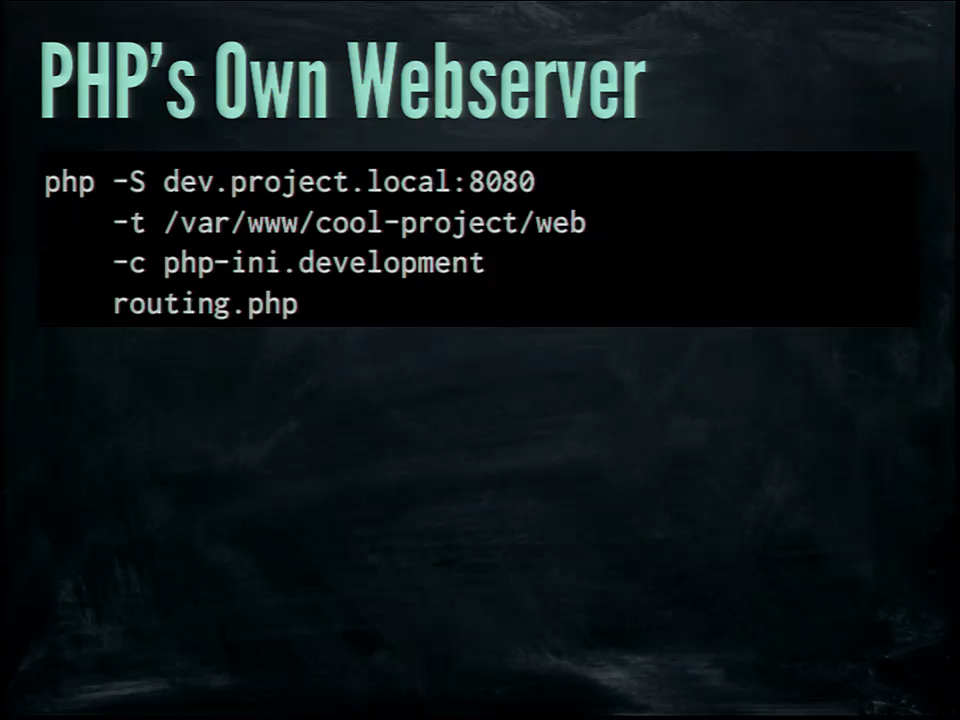 PHP's Own Webserver
php -S dev.project.local:8080
-t /var/www/cool-project/web
-c php-ini.development
routing.php